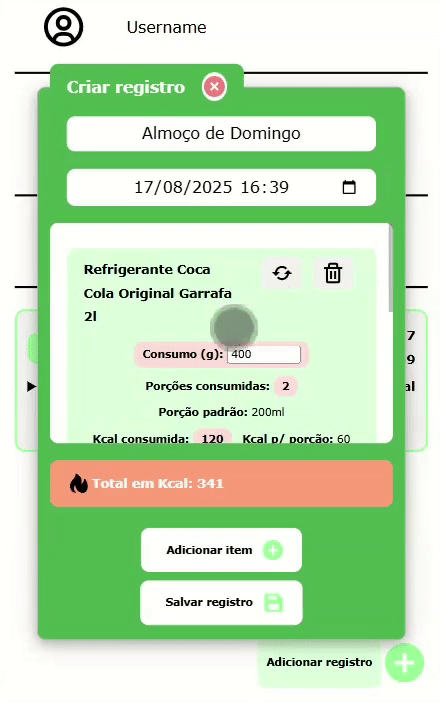 Username
Criar registro
Almoço de Domingo
17/08/2025 16:39
Refrigerante Coca
Cola Original Garrafa
2l
7
9
Consumo (g): 400
al
Porções consumidas: 2
Porção padrão: 200ml
Kcal consumida: 120 Kcal p/ porção: 60
Total em Kcal: 341
Adicionar item
Salvar registro
Adicionar registro